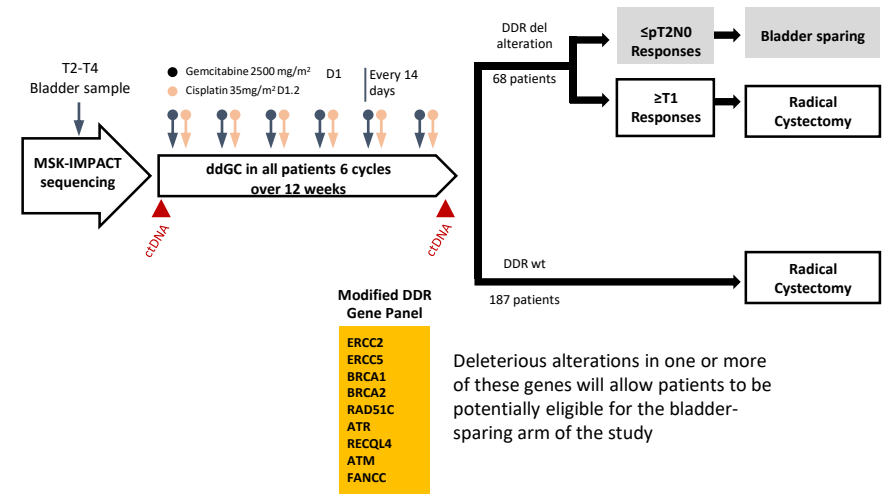 T2-T4
Bladder sample
MSK-IMPACT
sequencing
Gemcitabine 2500 mg/m²
Cisplatin 35mg/m² D1.2
D1
Every 14
days
ddGC in all patients 6 cycles
over 12 weeks
ctDNA
ctDNA
DDR del
alteration
68 patients
≤pT2N0
Responses
Bladder sparing
≥T1
Responses
Radical
Cystectomy
DDR wt
187 patients
Radical
Cystectomy
Modified DDR
Gene Panel
ERCC2
ERCC5
BRCA1
BRCA2
RAD51C
ATR
RECQL4
ATM
FANCC
Deleterious alterations in one or more
of these genes will allow patients to be
potentially eligible for the bladder-
sparing arm of the study